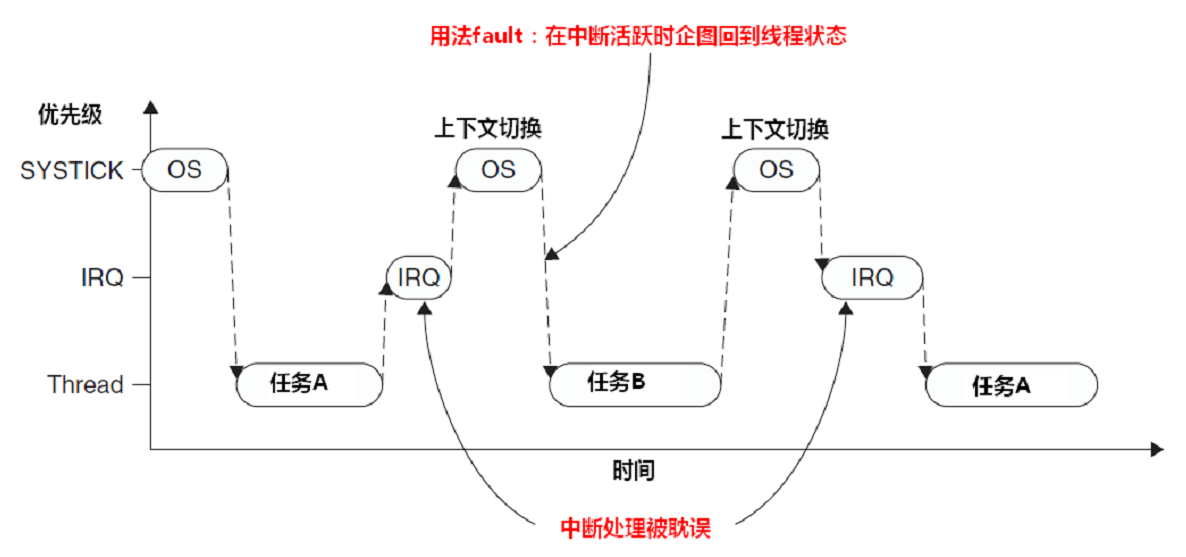 用法fault：在中断活跃时企图回到线程状态
优先级
上下文切换
上下文切换
SYSTICK
OS
OS
OS
IRQ
IRQ
IRQ
Thread
任务A
任务B
任务A
时间
中断处理被耽误